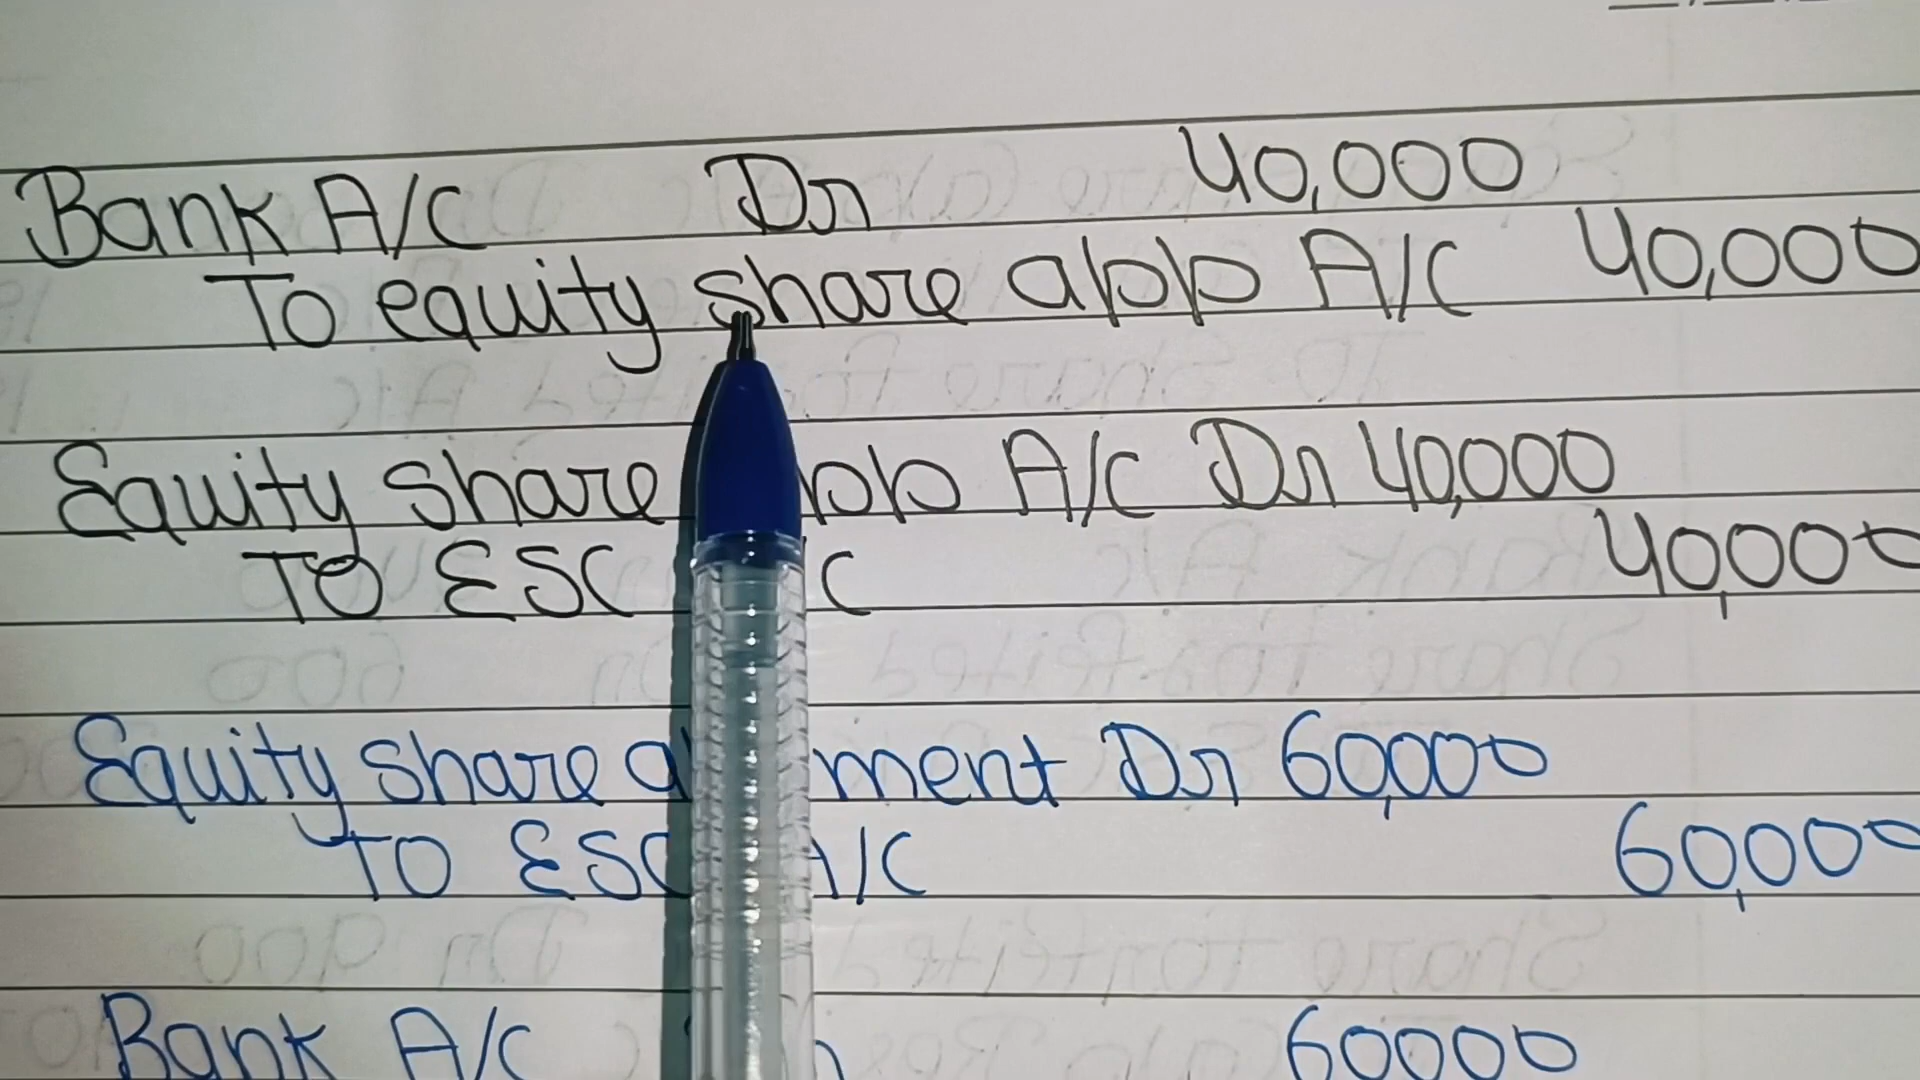 Bank A/C Dr 40,000
To equity share app A/C 40,000
Equity share app A/C Dr 40,000
TO ESC A/C 40,000
Equity share ment Dr 60,000
TO ESC A/C 60,000
Bank A/C 60000